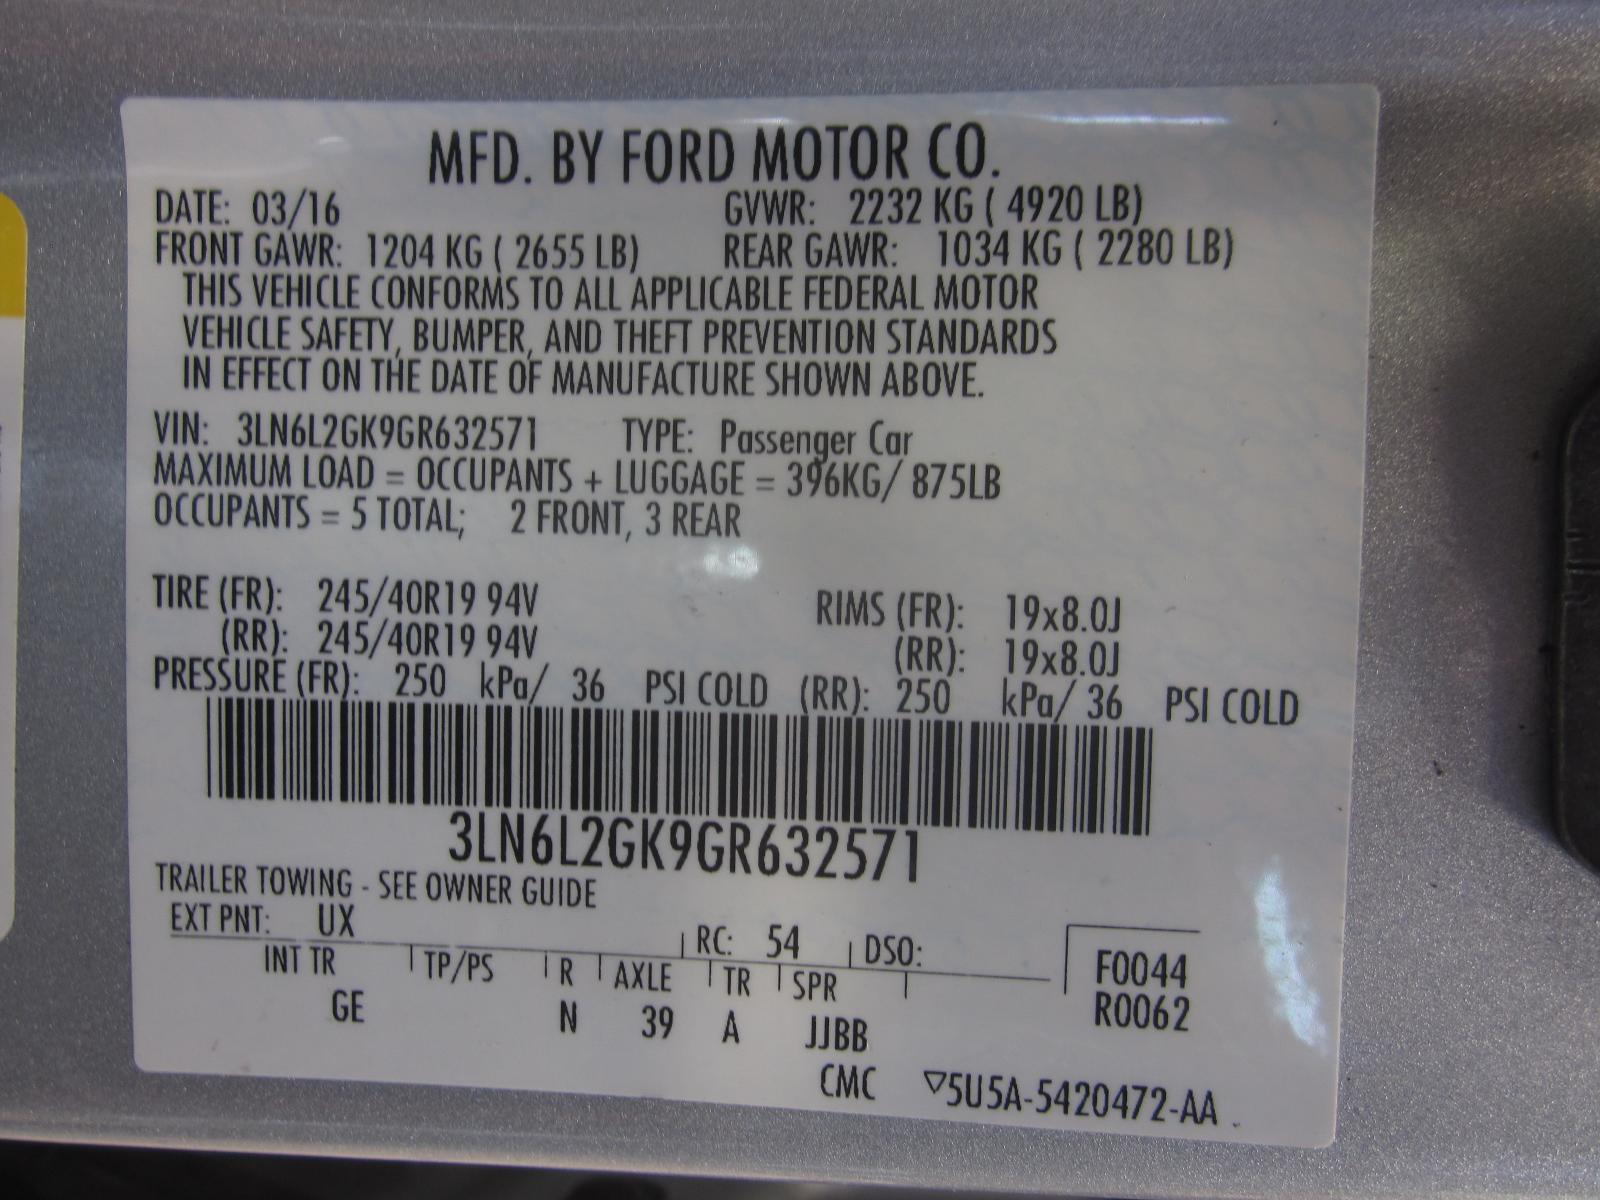 MFD. BY FORD MOTOR CO.
DATE: 03/16 GVWR: 2232 KG ( 4920 LB)
FRONT GAWR: 1204 KG ( 2655 LB) REAR GAWR: 1034 KG ( 2280 LB)
THIS VEHICLE CONFORMS TO ALL APPLICABLE FEDERAL MOTOR
VEHICLE SAFETY, BUMPER, AND THEFT PREVENTION STANDARDS
IN EFFECT ON THE DATE OF MANUFACTURE SHOWN ABOVE.
VIN: 3LN6L2GK9GR632571 TYPE: Passenger Car
MAXIMUM LOAD = OCCUPANTS + LUGGAGE = 396KG/ 875LB
OCCUPANTS = 5 TOTAL; 2 FRONT, 3 REAR
TIRE (FR): 245/40R19 94V RIMS (FR): 19x8.0J
(RR): 245/40R19 94V (RR): 19x8.0J
PRESSURE (FR): 250 kPa/ 36 PSI COLD (RR): 250 kPa/ 36 PSI COLD
3LN6L2GK9GR632571
TRAILER TOWING - SEE OWNER GUIDE
EXT PNT: UX RC: 54 DSO:
INT TR TP/PS R AXLE TR SPR F0044
GE N 39 A JJBB R0062
CMC ▽5U5A-5420472-AA